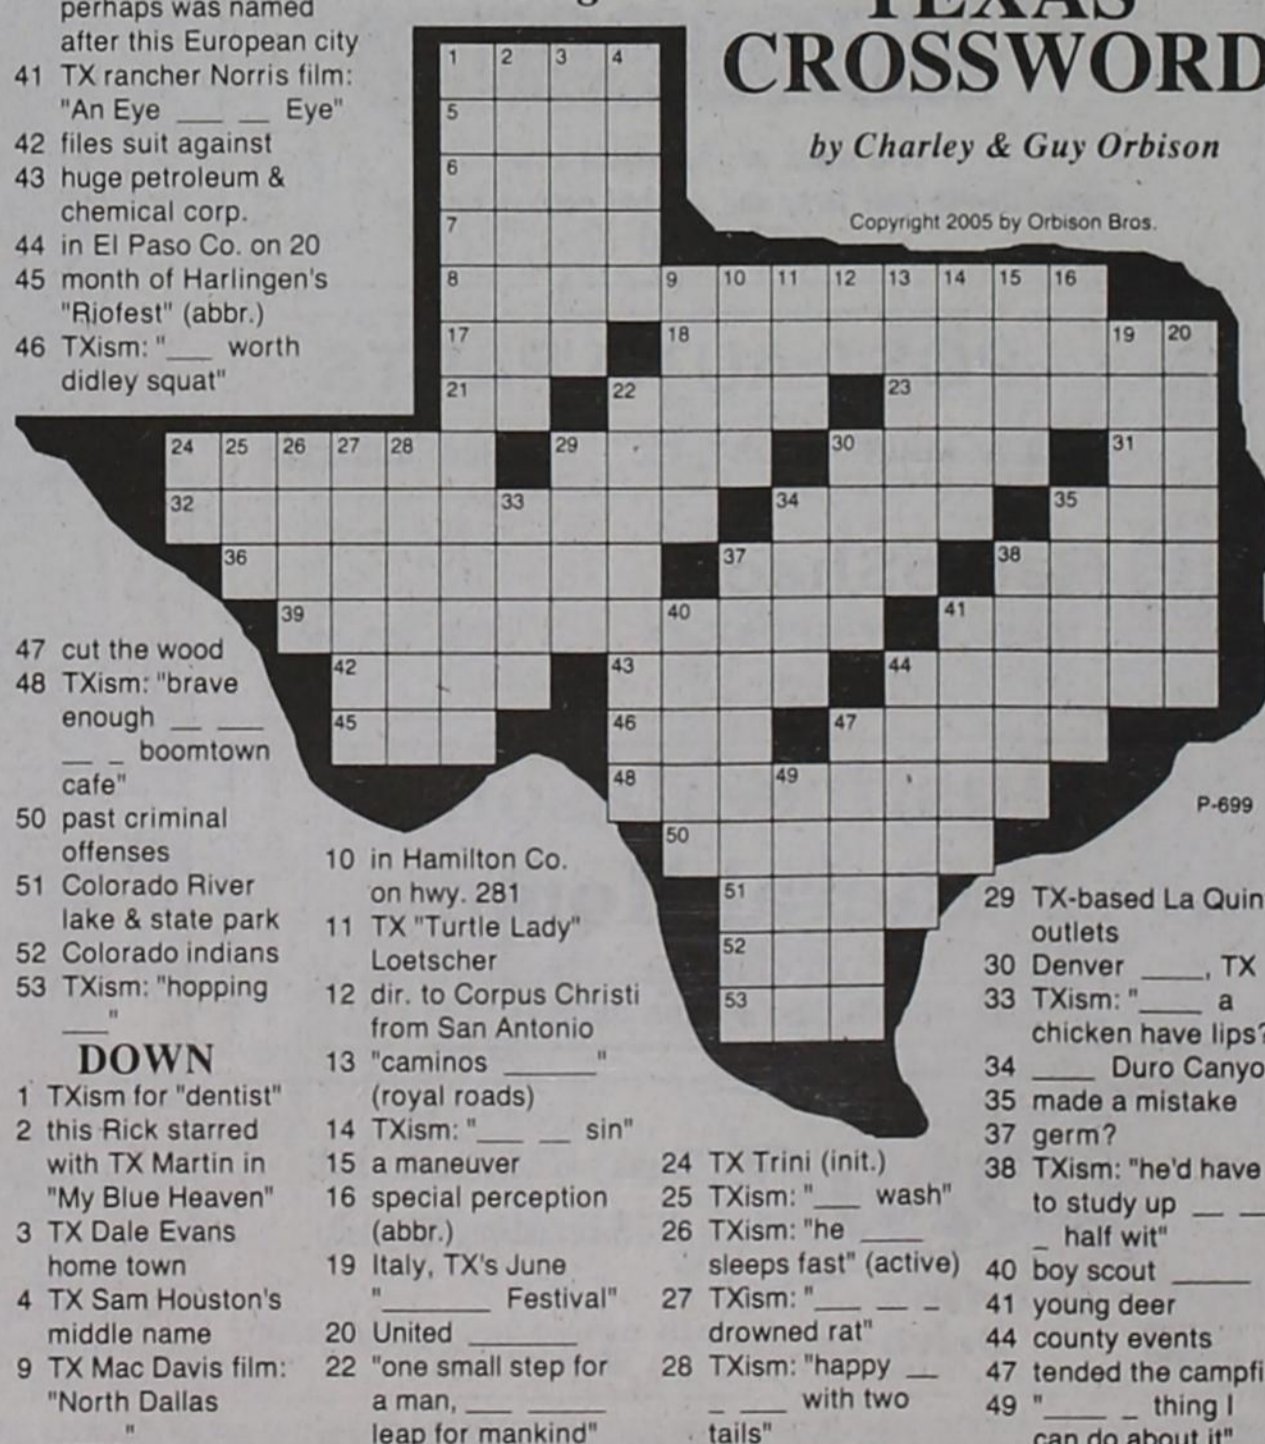 perhaps was named
after this European city
41 TX rancher Norris film:
"An Eye ___ __ Eye"
42 files suit against
43 huge petroleum &
chemical corp.
44 in El Paso Co. on 20
45 month of Harlingen's
"Riofest" (abbr.)
46 TXism: "___ worth
didley squat"
47 cut the wood
48 TXism: "brave
enough __ ___
__ _ boomtown
cafe"
50 past criminal
offenses
51 Colorado River
lake & state park
52 Colorado indians
53 TXism: "hopping
___"
DOWN
1 TXism for "dentist"
2 this Rick starred
with TX Martin in
"My Blue Heaven"
3 TX Dale Evans
home town
4 TX Sam Houston's
middle name
9 TX Mac Davis film:
"North Dallas
"
10 in Hamilton Co.
on hwy. 281
11 TX "Turtle Lady"
Loetscher
12 dir. to Corpus Christi
from San Antonio
13 "caminos ______"
(royal roads)
14 TXism: "___ __ sin"
15 a maneuver
16 special perception
(abbr.)
19 Italy, TX's June
"_______ Festival"
20 United _______
22 "one small step for
a man, ___ _____
leap for mankind"
24 TX Trini (init.)
25 TXism: "___ wash"
26 TXism: "he ____
sleeps fast" (active)
27 TXism: "___ __ _
drowned rat"
28 TXism: "happy __
_ ___ with two
tails"
29 TX-based La Quin
outlets
30 Denver ____, TX
33 TXism: "____ a
chicken have lips?
34 ____ Duro Canyo
35 made a mistake
37 germ?
38 TXism: "he'd have
to study up __ __
_ half wit"
40 boy scout _____
41 young deer
44 county events
47 tended the campfi
49 "____ _ thing I
can do about it"
TEXAS
CROSSWORD
by Charley & Guy Orbison
Copyright 2005 by Orbison Bros.
1 2 3 4
5
6
7
8 9 10 11 12 13 14 15 16
17 18 19 20
21 22 23
24 25 26 27 28 29 30 31
32 33 34 35
36 37 38
39 40 41
42 43 44
45 46 47
48 49
50
51
52
53
P-699